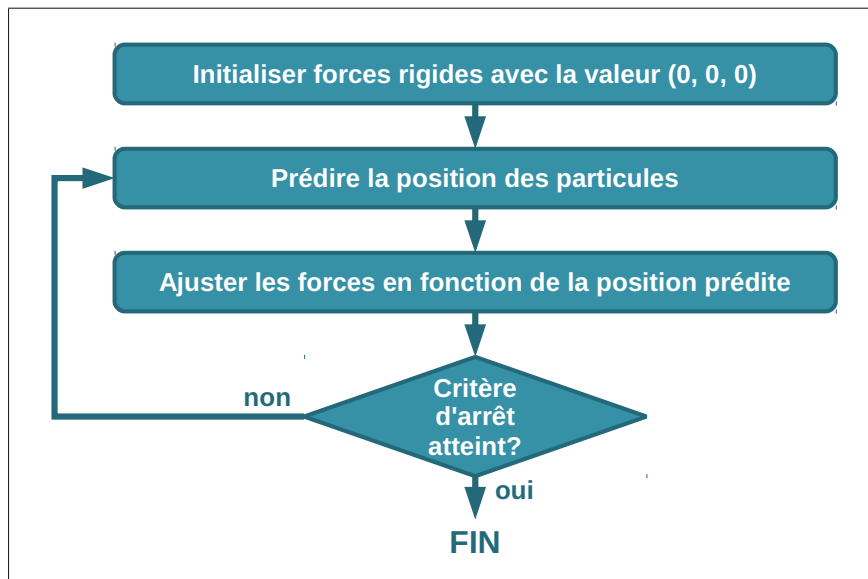 Initialiser forces rigides avec la valeur (0, 0, 0)
Prédire la position des particules
Ajuster les forces en fonction de la position prédite
Critère
d'arrêt
atteint?
non
oui
FIN